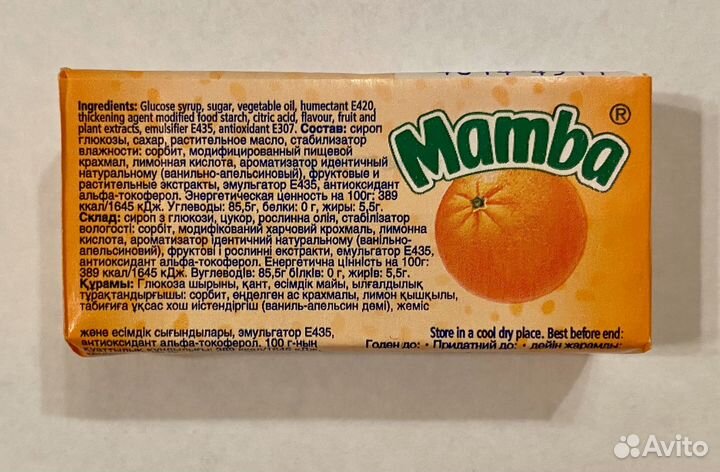 Ingredients: Glucose syrup, sugar, vegetable oil, humectant E420,
thickening agent modified food starch, citric acid, flavour, fruit and
plant extracts, emulsifier E435, antioxidant E307. Состав: сироп
глюкозы, сахар, растительное масло, стабилизатор
влажности: сорбит, модифицированный пищевой
крахмал, лимонная кислота, ароматизатор идентичный
натуральному (ванильно-апельсиновый), фруктовые и
растительные экстракты, эмульгатор Е435, антиоксидант
альфа-токоферол. Энергетическая ценность на 100г: 389
ккал/1645 кДж. Углеводы: 85,5г, белки: 0 г, жиры: 5,5г.
Склад: сироп з глюкози, цукор, рослинна олія, стабілізатор
вологості: сорбіт, модифікований харчовий крохмаль, лимонна
кислота, ароматизатор ідентичний натуральному (ванільно-
апельсиновий), фруктові і рослинні екстракти, емульгатор Е435,
антиоксидант альфа-токоферол. Енергетична цінність на 100г:
389 ккал/1645 кДж. Вуглеводів: 85,5г білків: 0 г, жирів: 5,5г.
Құрамы: Глюкоза шырыны, қант, өсімдік майы, ылғалдылық
тұрақтандырғышы: сорбит, өңделген ас крахмалы, лимон қышқылы,
табиғиға ұқсас хош иістендіргіш (ваниль-апельсин дәмі), жеміс
және өсімдік сығындылары, эмульгатор Е435,
антиоксидант альфа-токоферол. 100 г-ның
Mamba ®
Store in a cool dry place. Best before end:
Годен до: • Придатний до: • дейін жарамды:
Avito